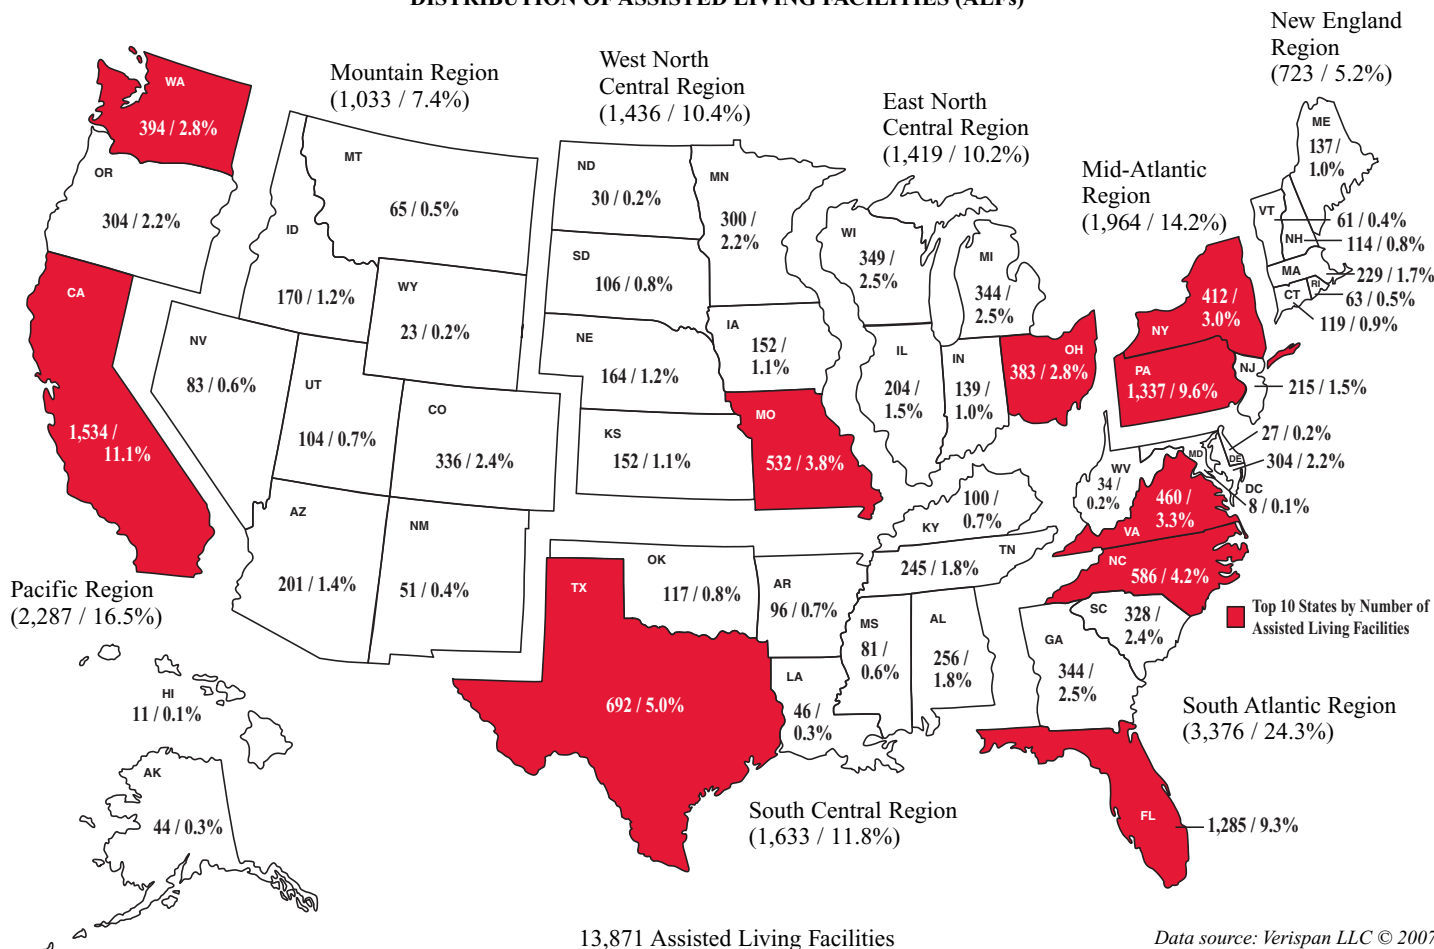 DISTRIBUTION OF ASSISTED LIVING FACILITIES (ALFs)
New England
Region
(723 / 5.2%)
Mountain Region
(1,033 / 7.4%)
West North
Central Region
(1,436 / 10.4%)
East North
Central Region
(1,419 / 10.2%)
Mid-Atlantic
Region
(1,964 / 14.2%)
WA
394 / 2.8%
OR
304 / 2.2%
CA
1,534 /
11.1%
MT
65 / 0.5%
ID
170 / 1.2%
WY
23 / 0.2%
NV
83 / 0.6%
UT
104 / 0.7%
CO
336 / 2.4%
AZ
201 / 1.4%
NM
51 / 0.4%
ND
30 / 0.2%
SD
106 / 0.8%
NE
164 / 1.2%
KS
152 / 1.1%
MN
300 /
2.2%
IA
152 /
1.1%
MO
532 / 3.8%
WI
349 /
2.5%
MI
344 /
2.5%
IL
204 /
1.5%
IN
139 /
1.0%
OH
383 / 2.8%
ME
137 /
1.0%
VT
61 / 0.4%
NH
114 / 0.8%
MA
229 / 1.7%
RI
63 / 0.5%
CT
119 / 0.9%
NY
412 /
3.0%
PA
1,337 / 9.6%
NJ
215 / 1.5%
27 / 0.2%
MD
DE
304 / 2.2%
DC
8 / 0.1%
WV
34 /
0.2%
VA
460 /
3.3%
NC
586 / 4.2%
SC
328 /
2.4%
GA
344 /
2.5%
FL
1,285 / 9.3%
KY
100 /
0.7%
TN
245 / 1.8%
MS
81 /
0.6%
AL
256 /
1.8%
OK
117 / 0.8%
AR
96 / 0.7%
LA
46 /
0.3%
TX
692 / 5.0%
Pacific Region
(2,287 / 16.5%)
HI
11 / 0.1%
AK
44 / 0.3%
Top 10 States by Number of
Assisted Living Facilities
South Atlantic Region
(3,376 / 24.3%)
South Central Region
(1,633 / 11.8%)
13,871 Assisted Living Facilities
Data source: Verispan LLC © 2007